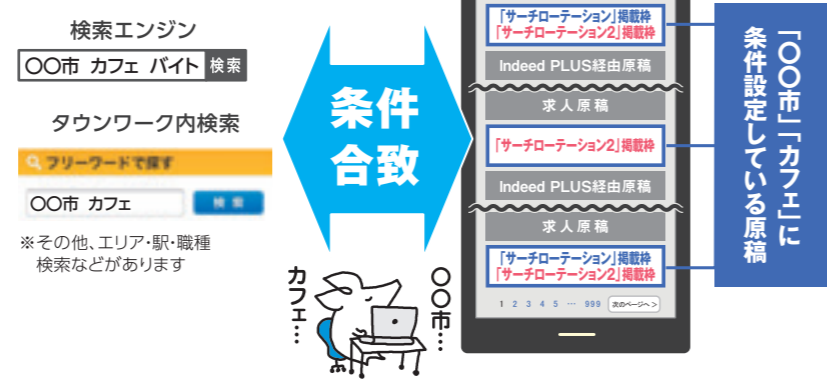 検索エンジン
〇〇市 カフェ バイト 検索
タウンワーク内検索
フリーワードで探す
〇〇市 カフェ 検索
※その他、エリア・駅・職種
検索などがあります
条件
合致
カフェ…
〇〇市…
「サーチローテーション」掲載枠
「サーチローテーション2」掲載枠
Indeed PLUS経由原稿
求人原稿
「サーチローテーション2」掲載枠
Indeed PLUS経由原稿
求人原稿
「サーチローテーション」掲載枠
「サーチローテーション2」掲載枠
1 2 3 4 5 … 999 次のページへ >
「〇〇市」「カフェ」に
条件設定している原稿